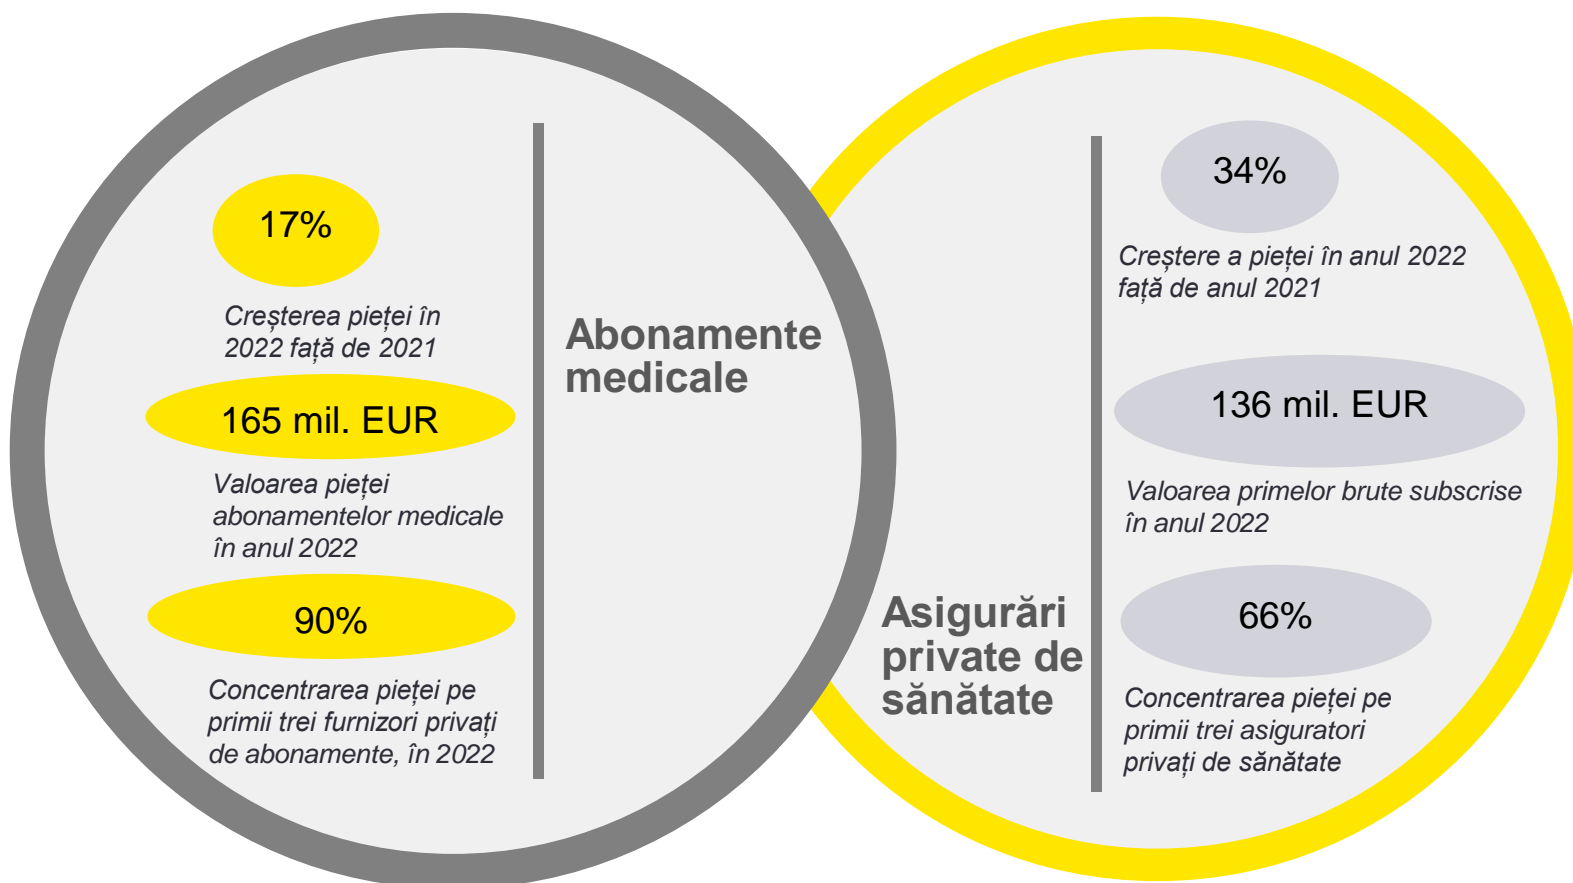 17%
Creșterea pieței în
2022 față de 2021
165 mil. EUR
Valoarea pieței
abonamentelor medicale
în anul 2022
90%
Concentrarea pieței pe
primii trei furnizori privați
de abonamente, în 2022
Abonamente
medicale
Asigurări
private de
sănătate
34%
Creștere a pieței în anul 2022
față de anul 2021
136 mil. EUR
Valoarea primelor brute subscrise
în anul 2022
66%
Concentrarea pieței pe
primii trei asiguratori
privați de sănătate